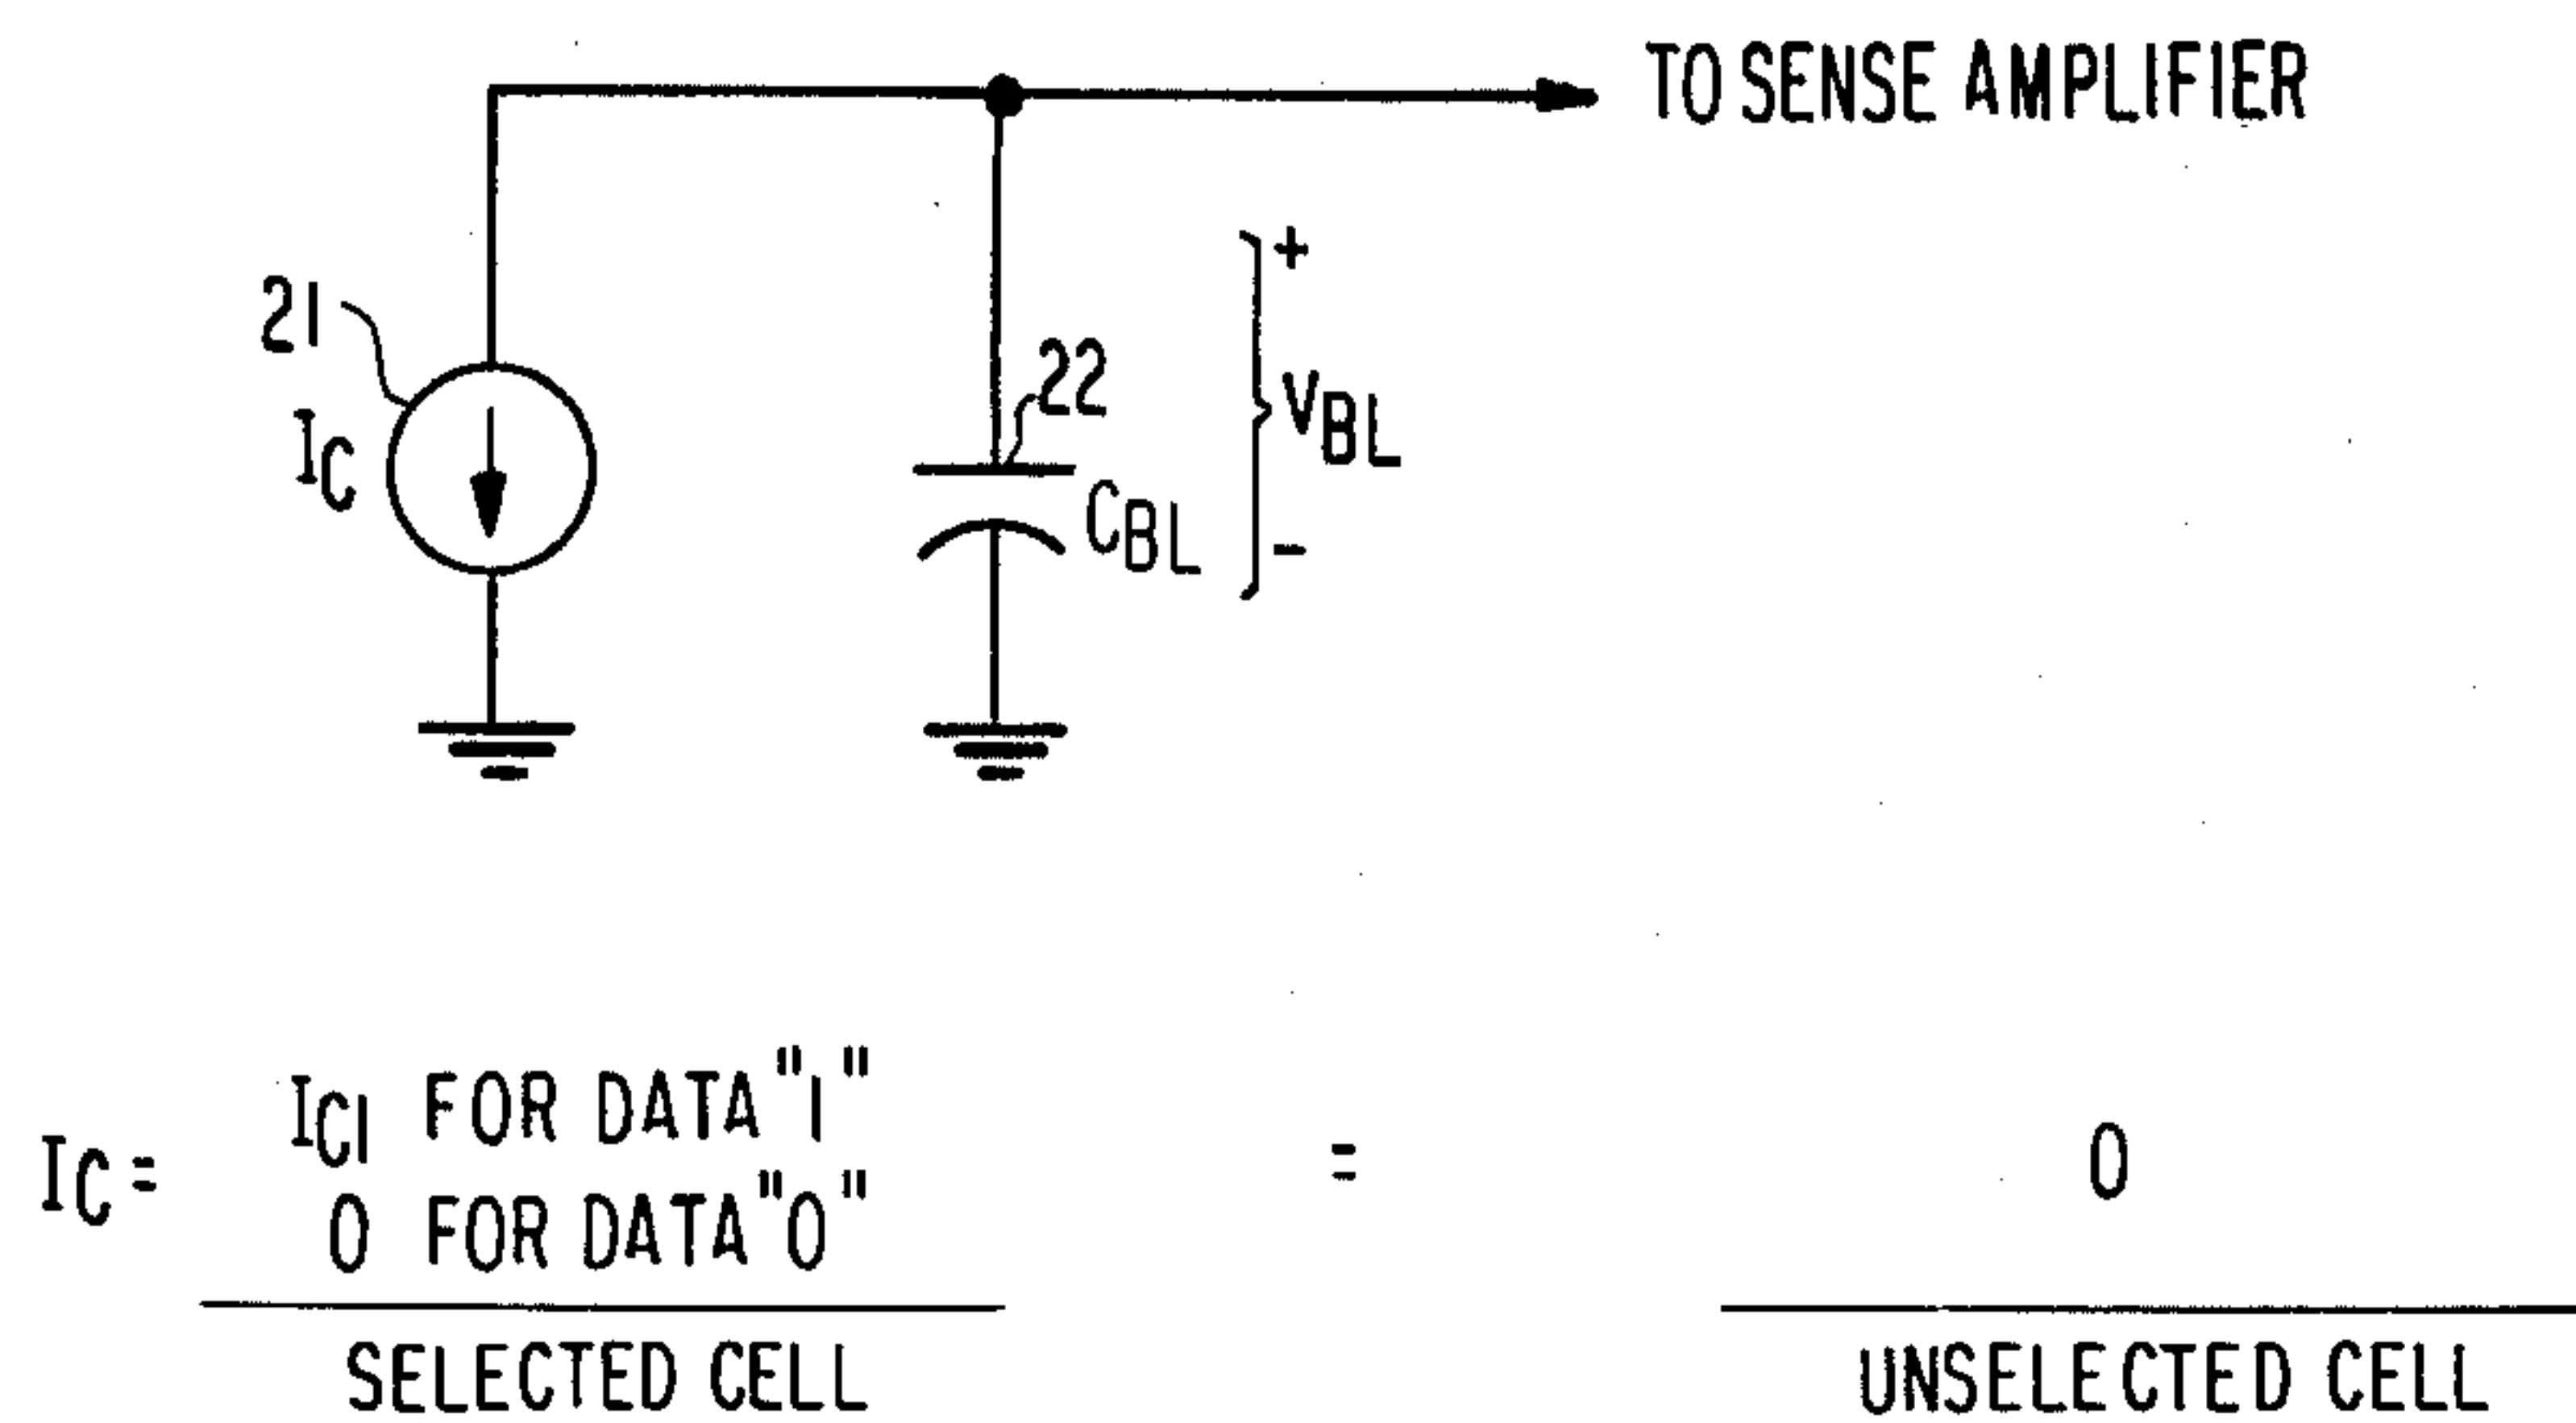 TO SENSE AMPLIFIER
21
IC
22
CBL
+
VBL
-
IC =
IC1 FOR DATA "1"
0 FOR DATA "0"
SELECTED CELL
=
0
UNSELECTED CELL